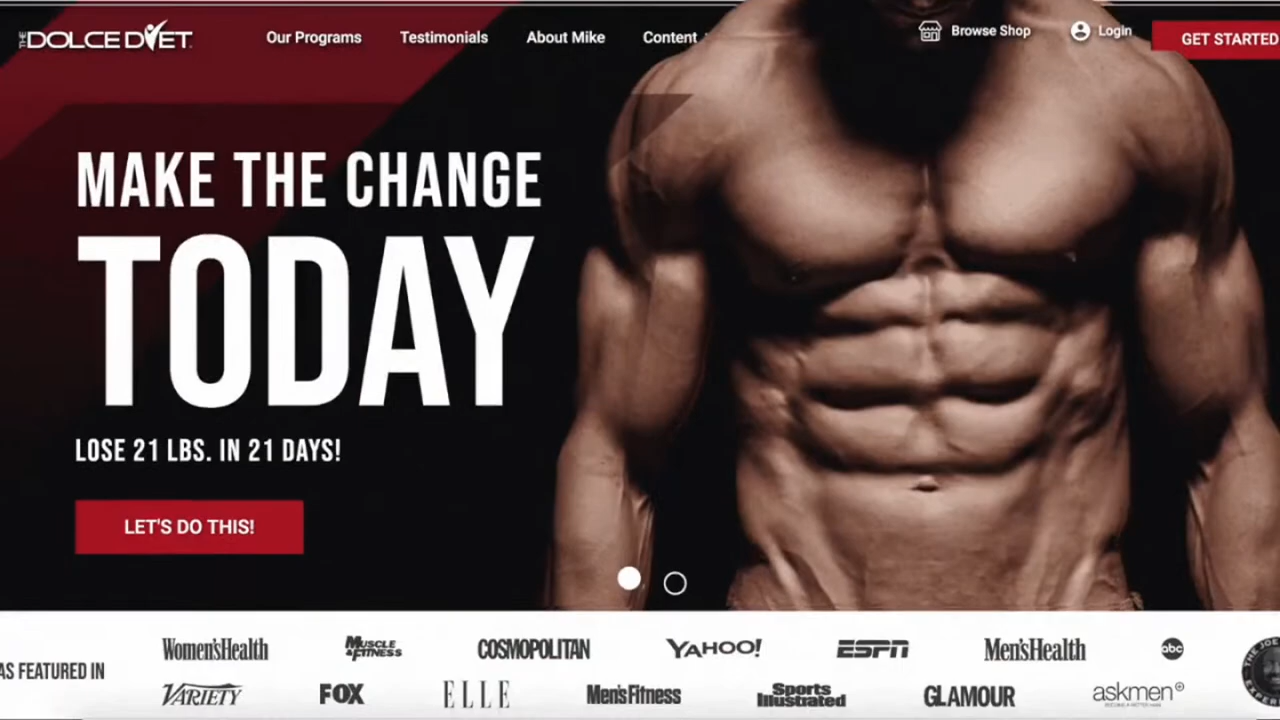 THE DOLCE DIET
Our Programs Testimonials About Mike Content Browse Shop Login GET STARTED
MAKE THE CHANGE
TODAY
LOSE 21 LBS. IN 21 DAYS!
LET'S DO THIS!
AS FEATURED IN
Women'sHealth MUSCLE &FITNESS COSMOPOLITAN YAHOO! ESPN Men'sHealth abc
VARIETY FOX ELLE Men'sFitness Sports Illustrated GLAMOUR askmen
THE JOE